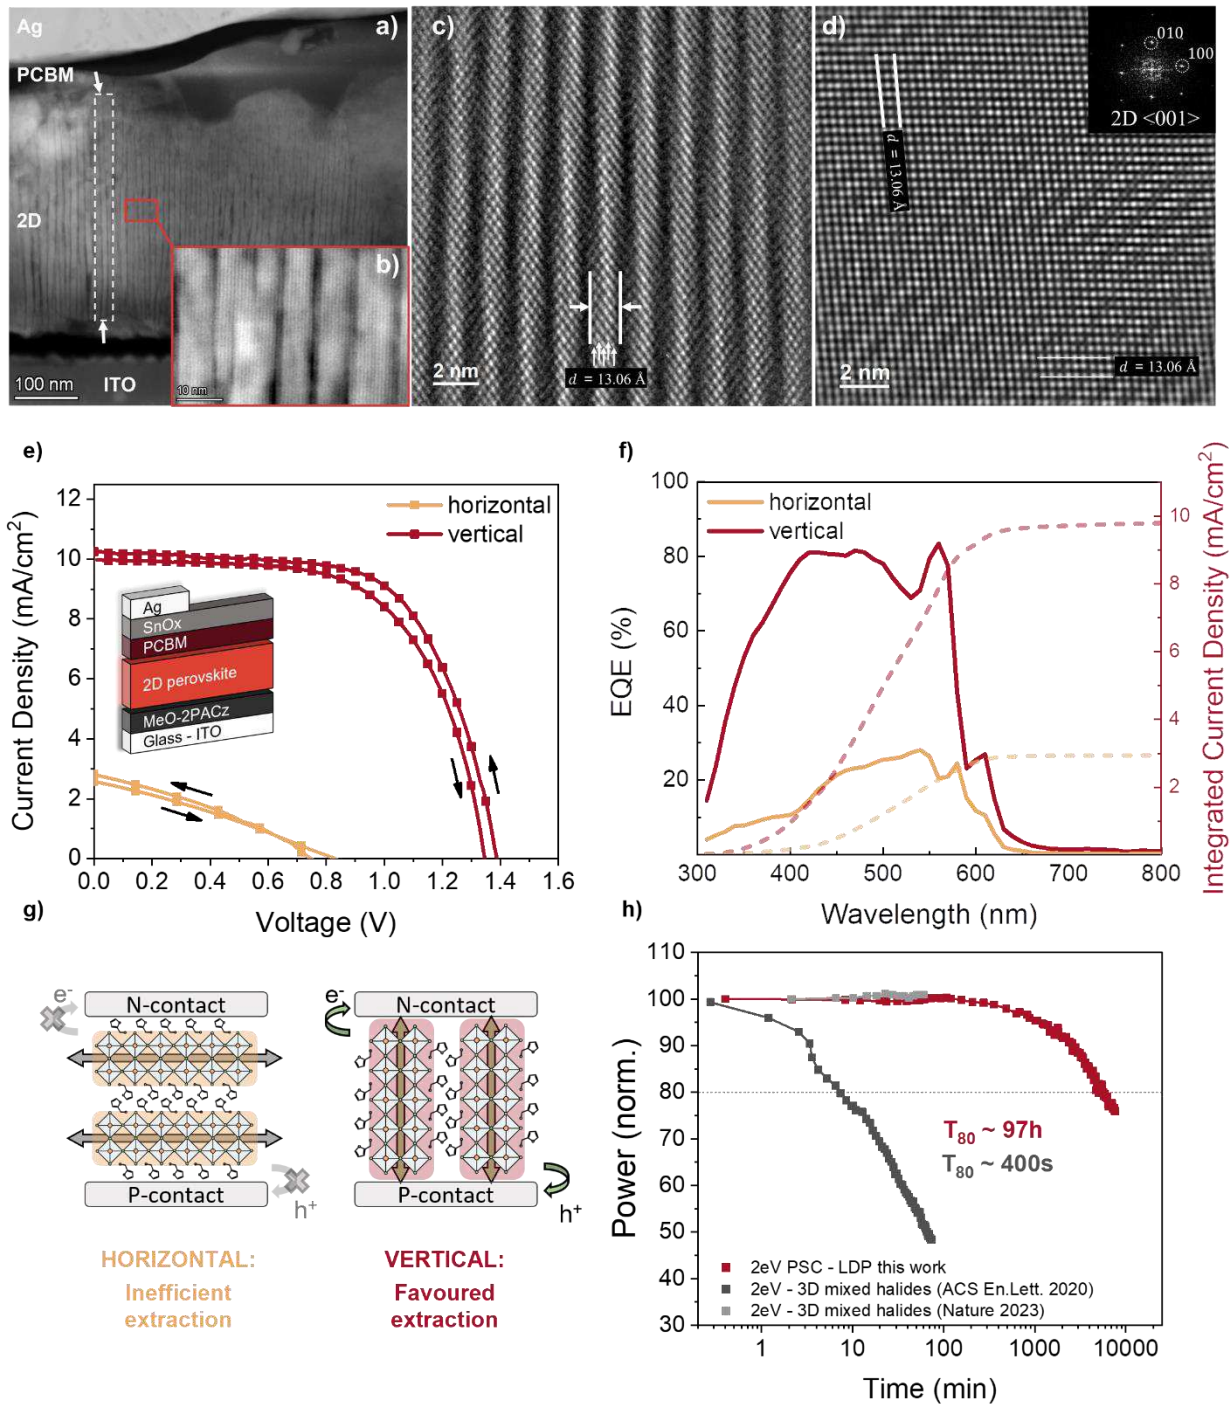 Ag
a)
PCBM
2D
100 nm
ITO
b)
10 nm
c)
2 nm
d = 13.06 Å
d)
010
100
2D <001>
d = 13.06 Å
2 nm
d = 13.06 Å
e)
Current Density (mA/cm²)
12
10
8
6
4
2
0
horizontal
vertical
Ag
SnOx
PCBM
2D perovskite
MeO-2PACz
Glass - ITO
0.0 0.2 0.4 0.6 0.8 1.0 1.2 1.4 1.6
Voltage (V)
f)
EQE (%)
100
80
60
40
20
horizontal
vertical
10
8
6
4
2
Integrated Current Density (mA/cm²)
300 400 500 600 700 800
Wavelength (nm)
g)
e⁻
N-contact
P-contact
h⁺
HORIZONTAL:
Inefficient
extraction
e⁻
N-contact
P-contact
h⁺
VERTICAL:
Favoured
extraction
h)
Power (norm.)
110
100
90
80
70
60
50
40
30
T₈₀ ~ 97h
T₈₀ ~ 400s
2eV PSC - LDP this work
2eV - 3D mixed halides (ACS En.Lett. 2020)
2eV - 3D mixed halides (Nature 2023)
1 10 100 1000 10000
Time (min)